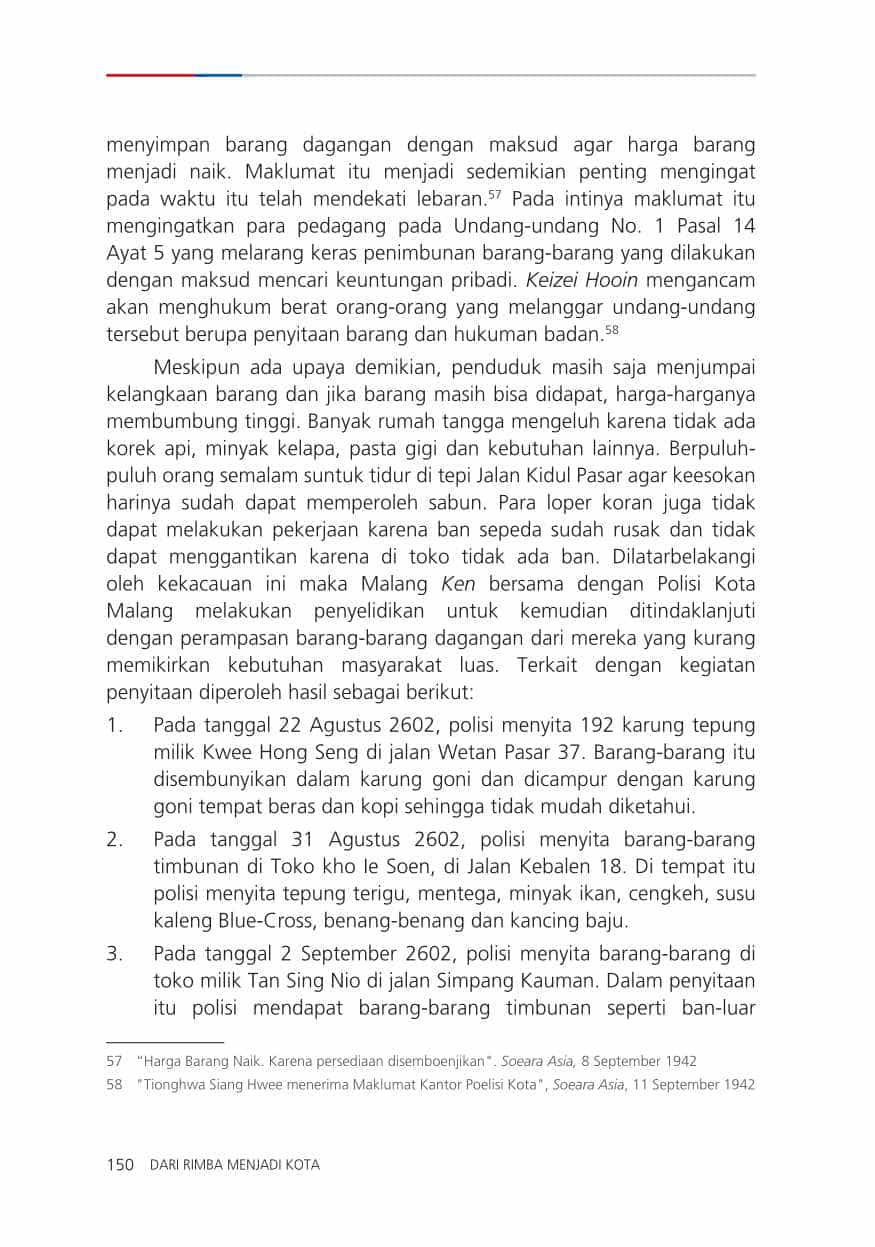 menyimpan barang dagangan dengan maksud agar harga barang
menjadi naik. Maklumat itu menjadi sedemikian penting mengingat
pada waktu itu telah mendekati lebaran.57 Pada intinya maklumat itu
mengingatkan para pedagang pada Undang-undang No. 1 Pasal 14
Ayat 5 yang melarang keras penimbunan barang-barang yang dilakukan
dengan maksud mencari keuntungan pribadi. Keizei Hooin mengancam
akan menghukum berat orang-orang yang melanggar undang-undang
tersebut berupa penyitaan barang dan hukuman badan.58
Meskipun ada upaya demikian, penduduk masih saja menjumpai
kelangkaan barang dan jika barang masih bisa didapat, harga-harganya
membumbung tinggi. Banyak rumah tangga mengeluh karena tidak ada
korek api, minyak kelapa, pasta gigi dan kebutuhan lainnya. Berpuluh-
puluh orang semalam suntuk tidur di tepi Jalan Kidul Pasar agar keesokan
harinya sudah dapat memperoleh sabun. Para loper koran juga tidak
dapat melakukan pekerjaan karena ban sepeda sudah rusak dan tidak
dapat menggantikan karena di toko tidak ada ban. Dilatarbelakangi
oleh kekacauan ini maka Malang Ken bersama dengan Polisi Kota
Malang melakukan penyelidikan untuk kemudian ditindaklanjuti
dengan perampasan barang-barang dagangan dari mereka yang kurang
memikirkan kebutuhan masyarakat luas. Terkait dengan kegiatan
penyitaan diperoleh hasil sebagai berikut:
1. Pada tanggal 22 Agustus 2602, polisi menyita 192 karung tepung
milik Kwee Hong Seng di jalan Wetan Pasar 37. Barang-barang itu
disembunyikan dalam karung goni dan dicampur dengan karung
goni tempat beras dan kopi sehingga tidak mudah diketahui.
2. Pada tanggal 31 Agustus 2602, polisi menyita barang-barang
timbunan di Toko kho Ie Soen, di Jalan Kebalen 18. Di tempat itu
polisi menyita tepung terigu, mentega, minyak ikan, cengkeh, susu
kaleng Blue-Cross, benang-benang dan kancing baju.
3. Pada tanggal 2 September 2602, polisi menyita barang-barang di
toko milik Tan Sing Nio di jalan Simpang Kauman. Dalam penyitaan
itu polisi mendapat barang-barang timbunan seperti ban-luar
57 "Harga Barang Naik. Karena persediaan disemboenjikan". Soeara Asia, 8 September 1942
58 "Tionghwa Siang Hwee menerima Maklumat Kantor Poelisi Kota", Soeara Asia, 11 September 1942
150 DARI RIMBA MENJADI KOTA